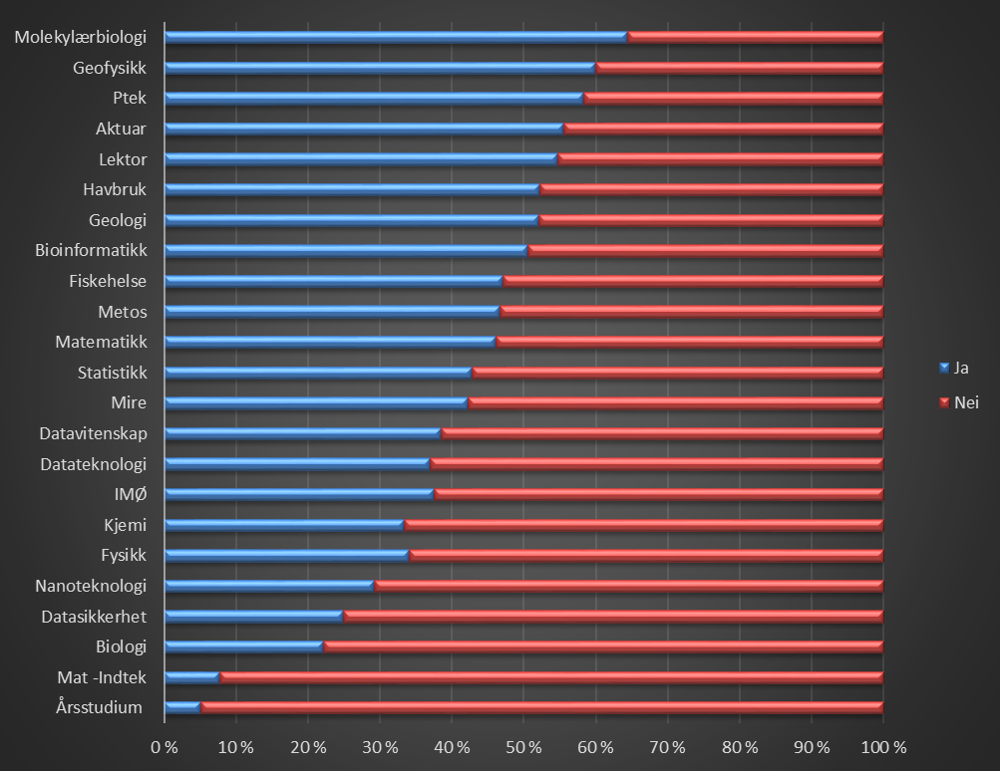 Molekylærbiologi
Geofysikk
Ptek
Aktuar
Lektor
Havbruk
Geologi
Bioinformatikk
Fiskehelse
Metos
Matematikk
Statistikk
Mire
Datavitenskap
Datateknologi
IMØ
Kjemi
Fysikk
Nanoteknologi
Datasikkerhet
Biologi
Mat -Indtek
Årsstudium
0 % 10 % 20 % 30 % 40 % 50 % 60 % 70 % 80 % 90 % 100 %
Ja
Nei